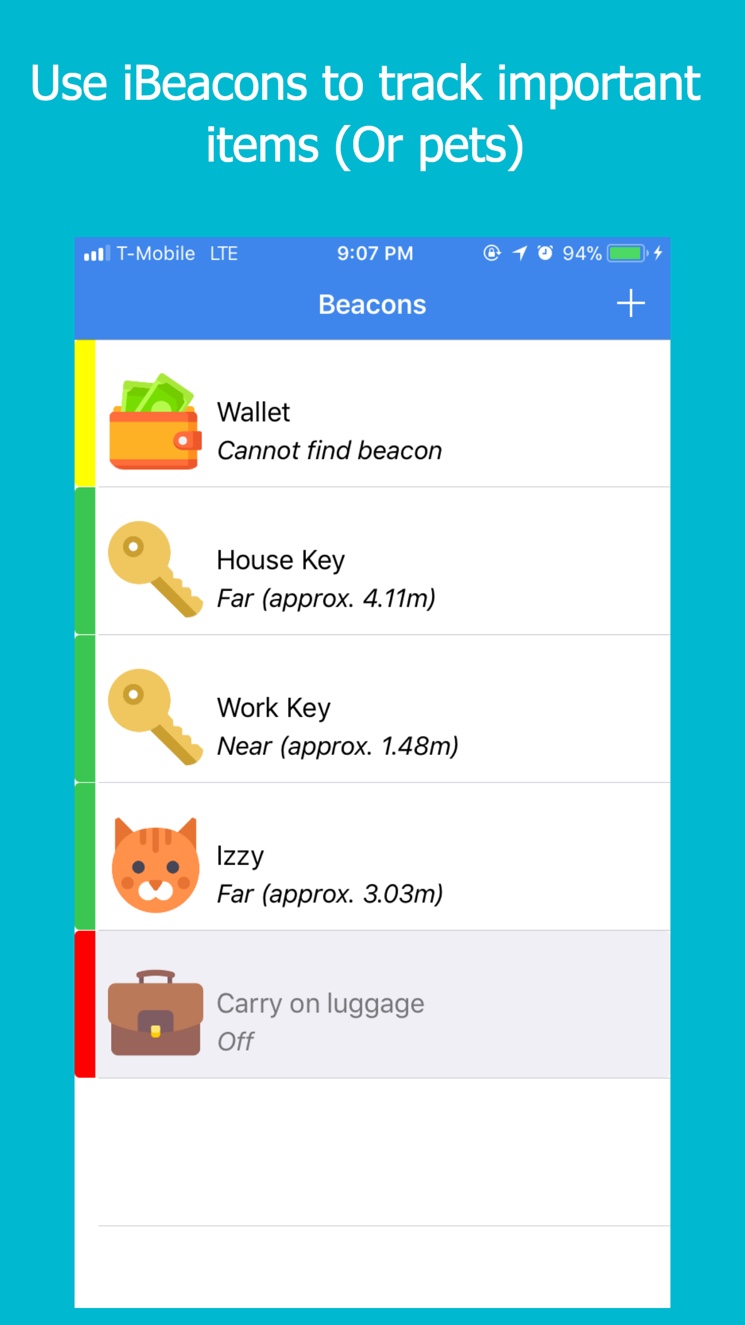 Use iBeacons to track important
items (Or pets)
T-Mobile LTE 9:07 PM 94%
Beacons
Wallet
Cannot find beacon
House Key
Far (approx. 4.11m)
Work Key
Near (approx. 1.48m)
Izzy
Far (approx. 3.03m)
Carry on luggage
Off